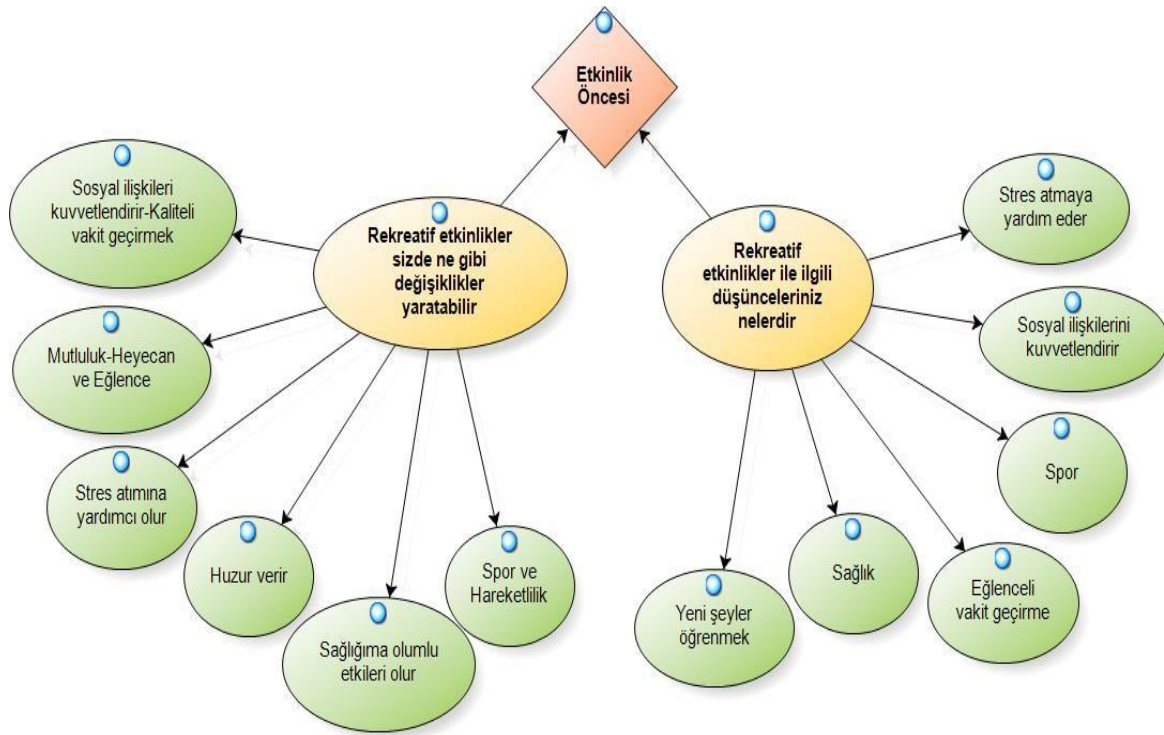 Etkinlik
Öncesi
Sosyal ilişkileri
kuvvetlendir-Kaliteli
vakit geçirmek
Rekreatif etkinlikler
sizde ne gibi
değişiklikler
yaratabilir
Rekreatif
etkinlikler ile ilgili
düşünceleriniz
nelerdir
Stres atmaya
yardım eder
Mutluluk-Heyecan
ve Eğlence
Sosyal ilişkilerini
kuvvetlendirir
Stres atımına
yardımcı olur
Spor
Huzur verir
Spor ve
Hareketlilik
Sağlığıma olumlu
etkileri olur
Yeni şeyler
öğrenmek
Sağlık
Eğlenceli
vakit geçirme